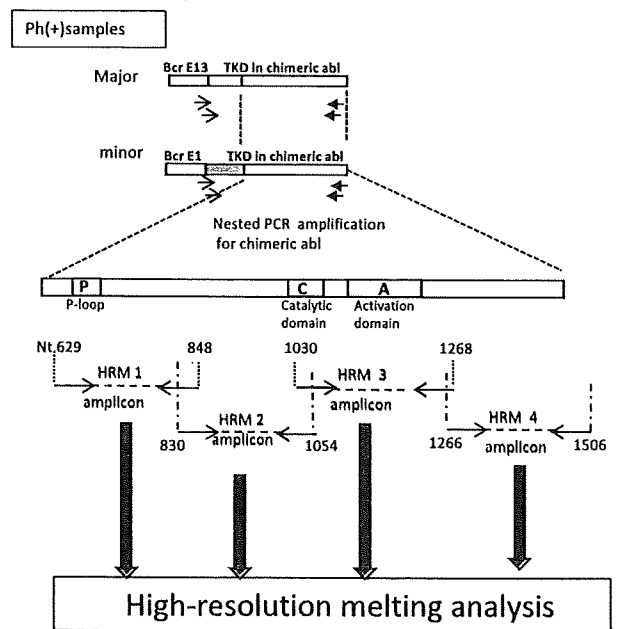 Ph(+)samples
Bcr E13 TKD in chimeric abl
Major
Bcr E1 TKD in chimeric abl
minor
Nested PCR amplification
for chimeric abl
P C A
P-loop Catalytic domain Activation domain
Nt.629 848 1030 1268
HRM 1 amplicon
HRM 3 amplicon
HRM 2 amplicon
HRM 4 amplicon
830 1054 1266 1506
High-resolution melting analysis